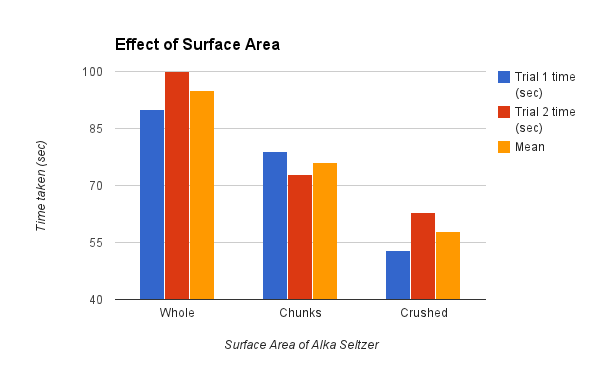 Effect of Surface Area
100
85
70
55
40
Time taken (sec)
Whole
Chunks
Crushed
Surface Area of Alka Seltzer
Trial 1 time
(sec)
Trial 2 time
(sec)
Mean